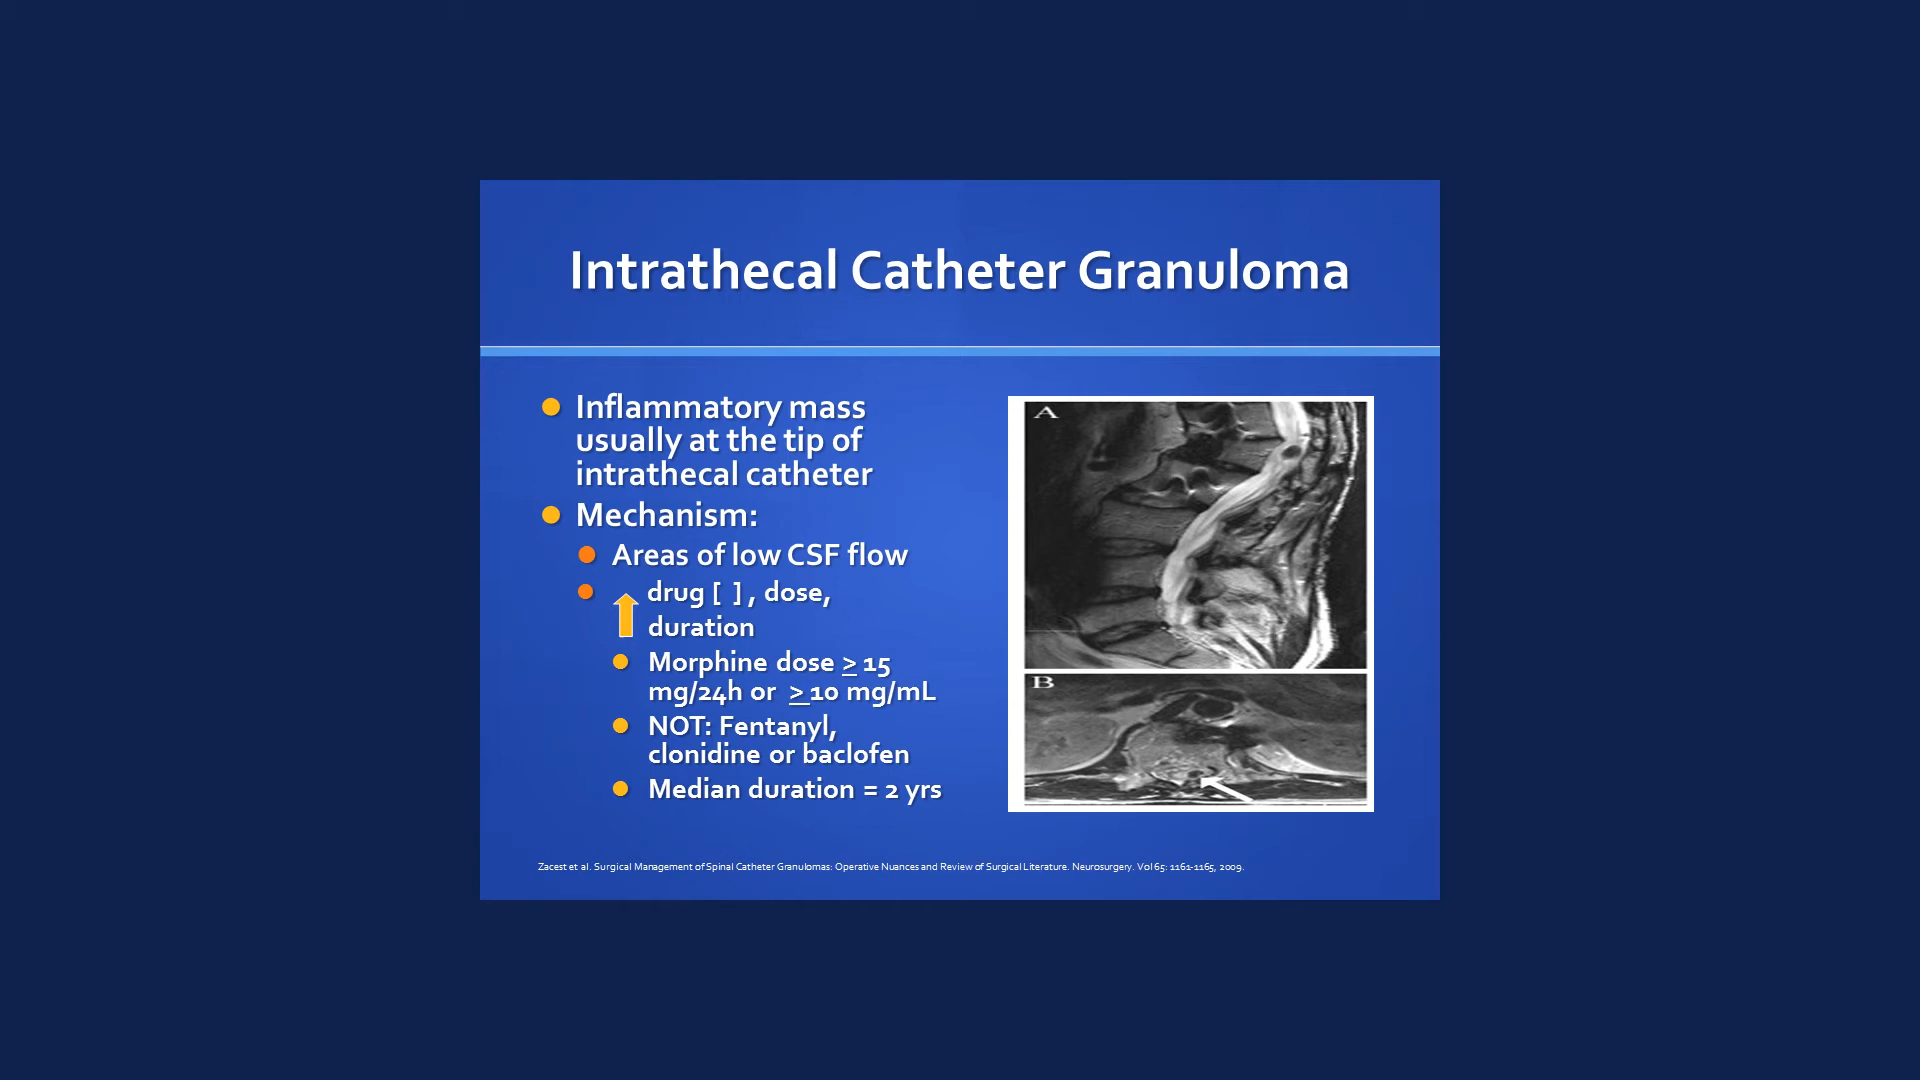 Intrathecal Catheter Granuloma
Inflammatory mass
usually at the tip of
intrathecal catheter
Mechanism:
Areas of low CSF flow
drug [ ] , dose,
duration
Morphine dose ≥ 15
mg/24h or ≥ 10 mg/mL
NOT: Fentanyl,
clonidine or baclofen
Median duration = 2 yrs
A
B
Zacest et al. Surgical Management of Spinal Catheter Granulomas: Operative Nuances and Review of Surgical Literature. Neurosurgery. Vol 65: 1161-1165, 2009.